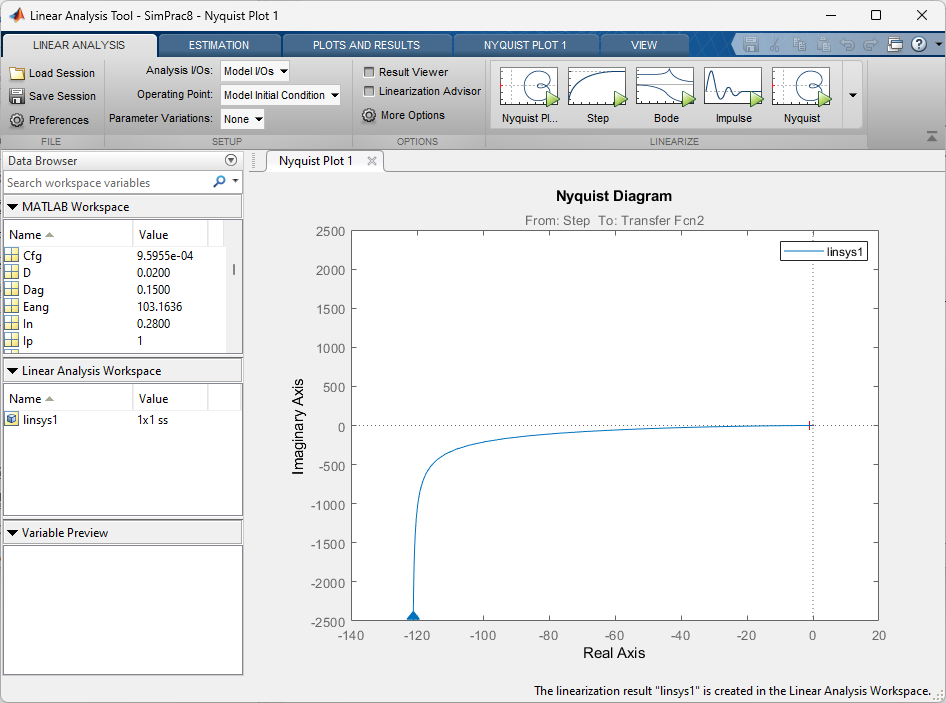 Linear Analysis Tool - SimPrac8 - Nyquist Plot 1
LINEAR ANALYSIS
ESTIMATION
PLOTS AND RESULTS
NYQUIST PLOT 1
VIEW
Load Session
Save Session
Preferences
FILE
Analysis I/Os: Model I/Os
Operating Point: Model Initial Condition
Parameter Variations: None
SETUP
Result Viewer
Linearization Advisor
More Options
OPTIONS
Nyquist Pl...
Step
Bode
Impulse
Nyquist
LINEARIZE
Data Browser
Search workspace variables
MATLAB Workspace
Name Value
Cfg 9.5955e-04
D 0.0200
Dag 0.1500
Eang 103.1636
In 0.2800
Ip 1
Linear Analysis Workspace
Name Value
linsys1 1x1 ss
Variable Preview
Nyquist Plot 1
Nyquist Diagram
From: Step To: Transfer Fcn2
linsys1
2500
2000
1500
1000
500
0
-500
-1000
-1500
-2000
-2500
Imaginary Axis
-140 -120 -100 -80 -60 -40 -20 0 20
Real Axis
The linearization result "linsys1" is created in the Linear Analysis Workspace.